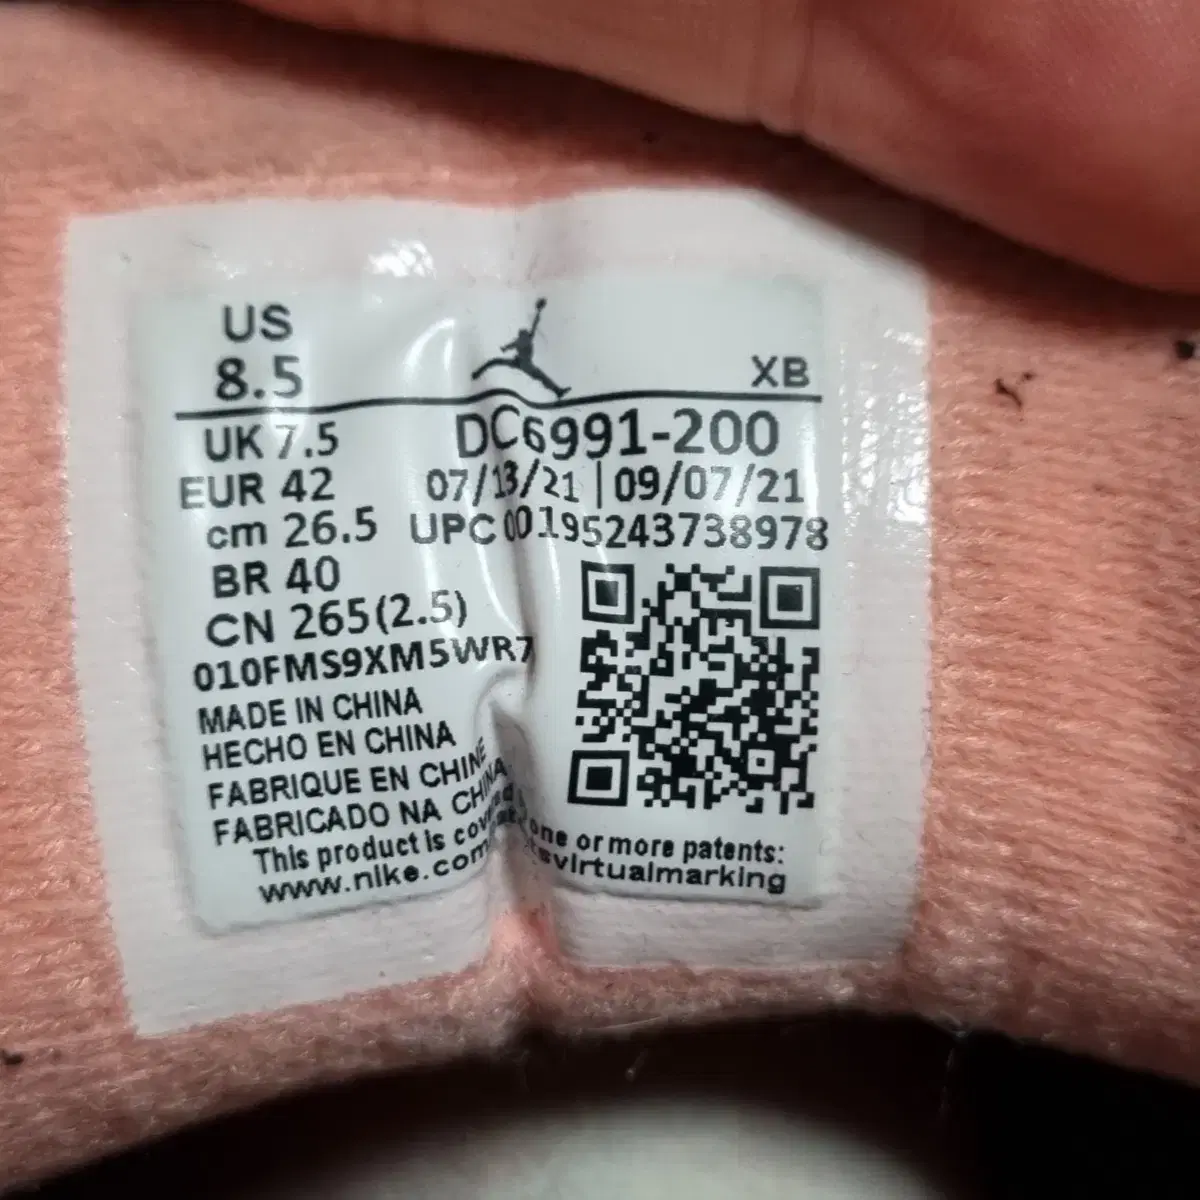 US
8.5
XB
UK 7.5
DC6991-200
EUR 42
07/13/21 | 09/07/21
cm 26.5
UPC 00195243738978
BR 40
CN 265(2.5)
010FMS9XM5WR7
MADE IN CHINA
HECHO EN CHINA
FABRIQUE EN CHINE
FABRICADO NA CHINA
This product is one or more patents:
www.nike.com